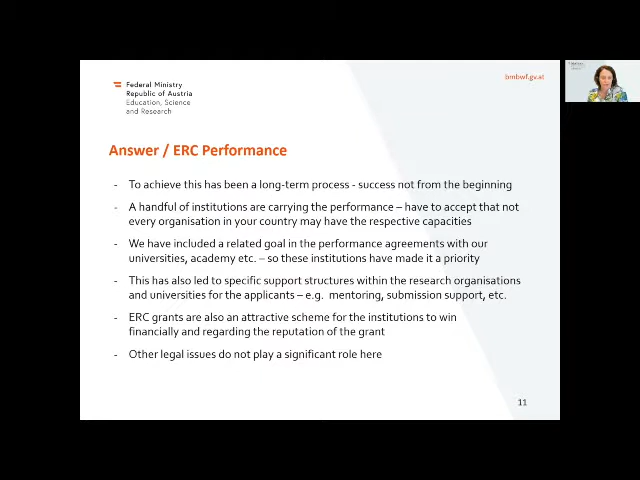 bmbwf.gv.at
Federal Ministry
Republic of Austria
Education, Science
and Research
Answer / ERC Performance
- To achieve this has been a long-term process - success not from the beginning
- A handful of institutions are carrying the performance – have to accept that not
every organisation in your country may have the respective capacities
- We have included a related goal in the performance agreements with our
universities, academy etc. – so these institutions have made it a priority
- This has also led to specific support structures within the research organisations
and universities for the applicants – e.g. mentoring, submission support, etc.
- ERC grants are also an attractive scheme for the institutions to win
financially and regarding the reputation of the grant
- Other legal issues do not play a significant role here
11